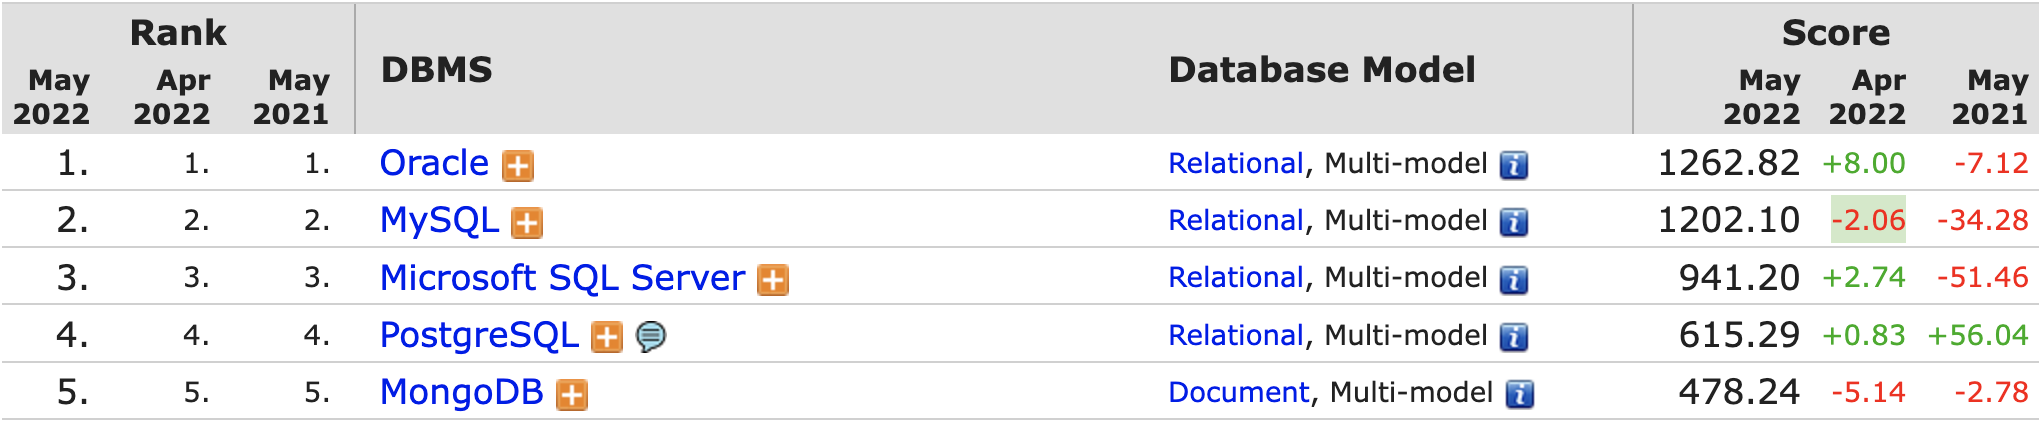 Rank DBMS Database Model Score
May 2022 Apr 2022 May 2021 May 2022 Apr 2022 May 2021
1. 1. 1. Oracle Relational, Multi-model 1262.82 +8.00 -7.12
2. 2. 2. MySQL Relational, Multi-model 1202.10 -2.06 -34.28
3. 3. 3. Microsoft SQL Server Relational, Multi-model 941.20 +2.74 -51.46
4. 4. 4. PostgreSQL Relational, Multi-model 615.29 +0.83 +56.04
5. 5. 5. MongoDB Document, Multi-model 478.24 -5.14 -2.78